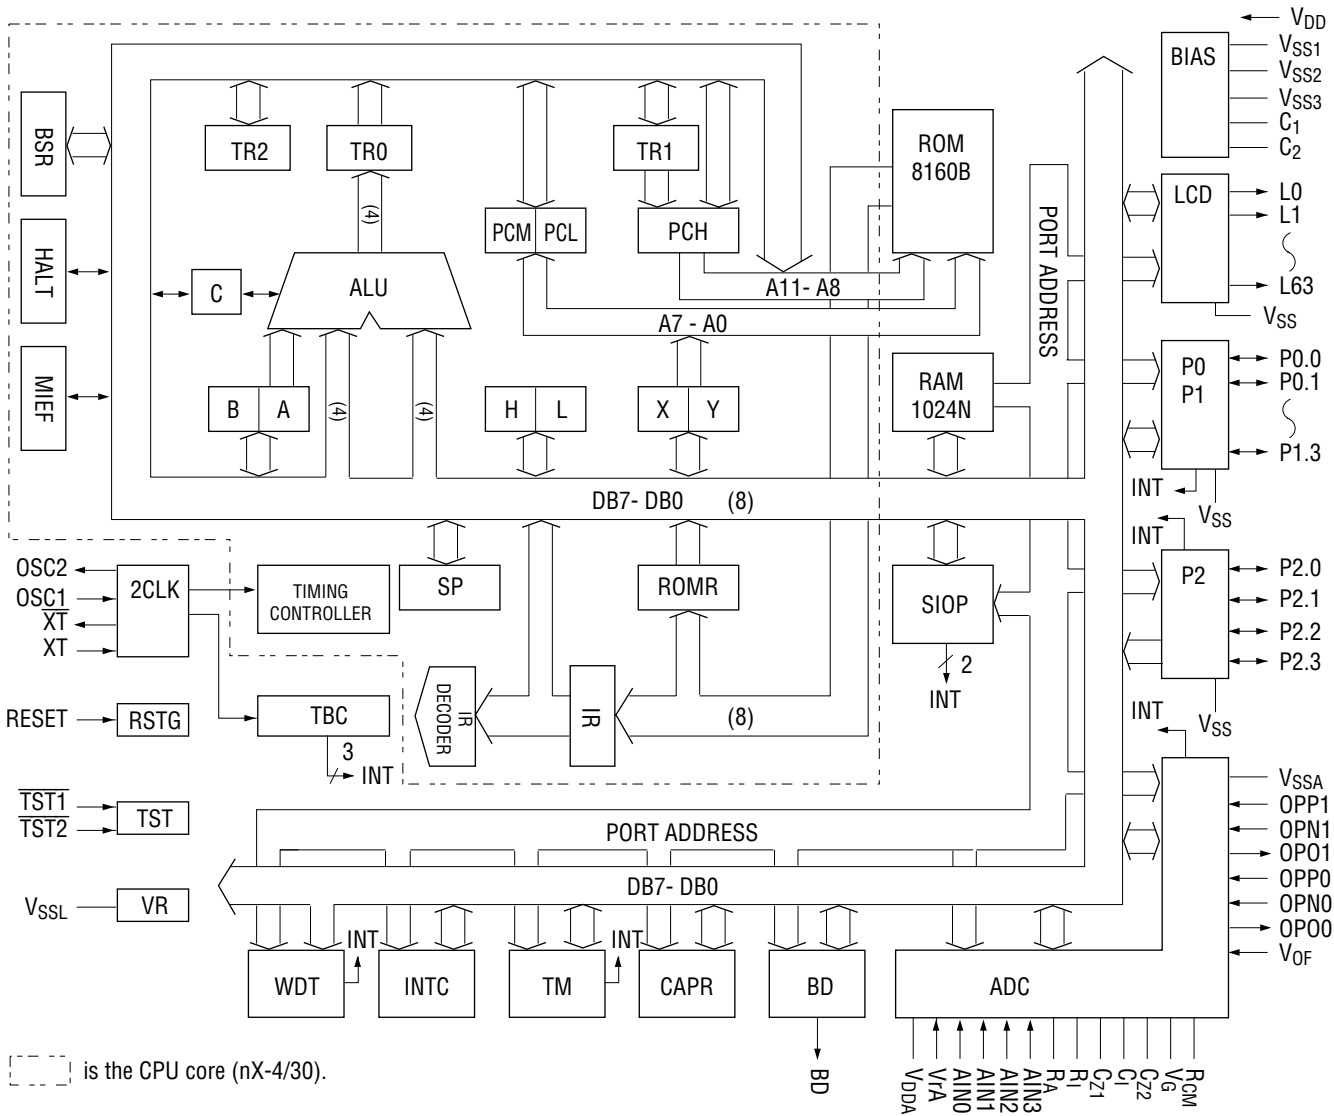 VDD
BIAS
VSS1
VSS2
VSS3
C1
C2
BSR
TR2
TR0
TR1
ROM
8160B
LCD
L0
L1
L63
VSS
PORT ADDRESS
(4)
PCM
PCL
PCH
HALT
C
ALU
A11- A8
A7 - A0
MIEF
B
A
(4)
(4)
H
L
X
Y
RAM
1024N
P0
P1
P0.0
P0.1
P1.3
INT
VSS
DB7- DB0 (8)
INT
OSC2
OSC1
XT
XT
2CLK
TIMING
CONTROLLER
SP
ROMR
SIOP
2
INT
P2
P2.0
P2.1
P2.2
P2.3
VSS
INT
RESET
RSTG
TBC
3
INT
IR
DECODER
IR
(8)
TST1
TST2
TST
PORT ADDRESS
VSSL
VR
DB7- DB0
VSSA
OPP1
OPN1
OPO1
OPP0
OPN0
OPO0
VOF
WDT
INT
INTC
TM
INT
CAPR
BD
BD
ADC
VDDA
VrA
AIN0
AIN1
AIN2
AIN3
RA
RI
CZ1
CI
CZ2
VG
RCM
is the CPU core (nX-4/30).